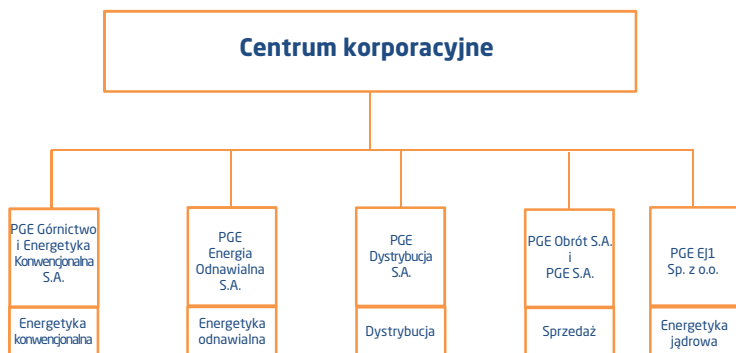 Centrum korporacyjne
PGE Górnictwo
i Energetyka
Konwencjonalna
S.A.
PGE
Energia
Odnawialna
S.A.
PGE
Dystrybucja
S.A.
PGE Obrót S.A.
i
PGE S.A.
PGE EJ1
Sp. z o.o.
Energetyka
konwencjonalna
Energetyka
odnawialna
Dystrybucja
Sprzedaż
Energetyka
jądrowa